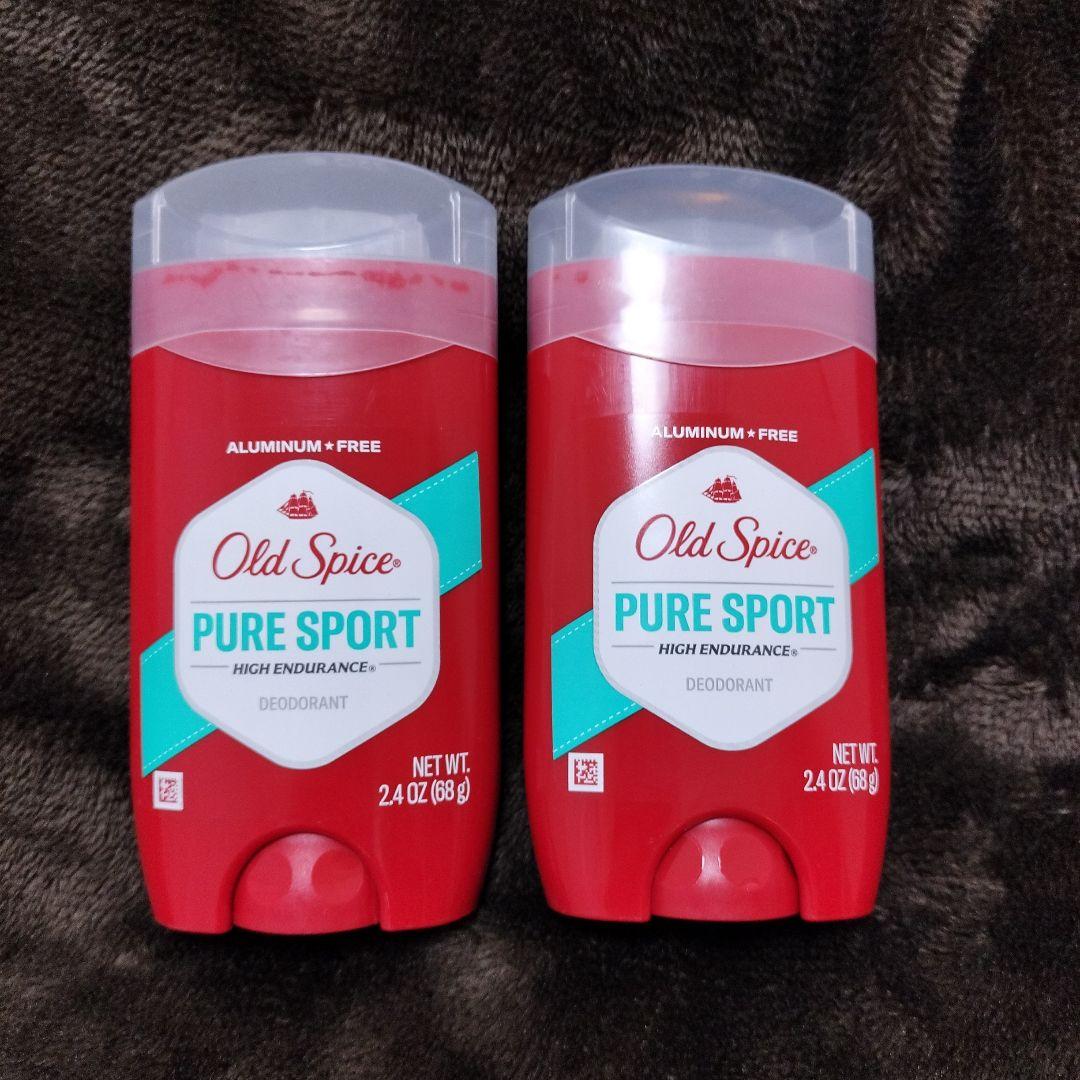 ALUMINUM★FREE
Old Spice®
PURE SPORT
HIGH ENDURANCE®
DEODORANT
NET WT.
2.4 OZ (68 g)
ALUMINUM★FREE
Old Spice®
PURE SPORT
HIGH ENDURANCE®
DEODORANT
NET WT.
2.4 OZ (68 g)